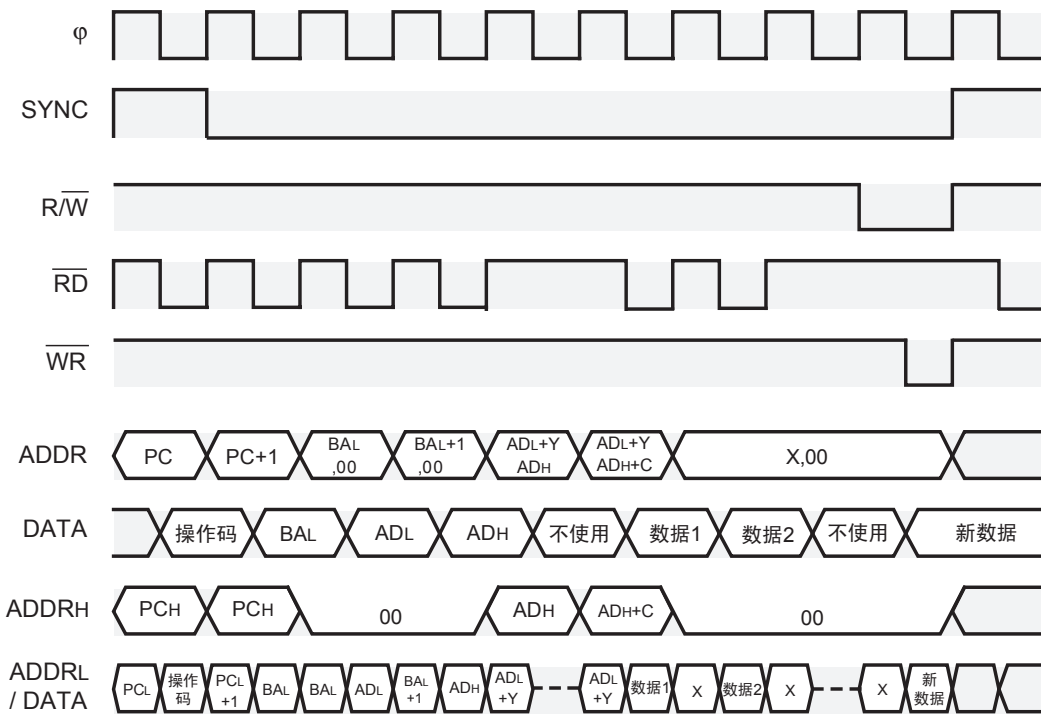 φ
SYNC
R/W̅
R̅D̅
W̅R̅
ADDR PC PC+1 BAL ,00 BAL+1 ,00 ADL+Y ADH ADL+Y ADH+C X,00
DATA 操作码 BAL ADL ADH 不使用 数据1 数据2 不使用 新数据
ADDRH PCH PCH 00 ADH ADH+C 00
ADDRL / DATA PCL 操作码 PCL +1 BAL BAL ADL BAL +1 ADH ADL +Y ADL +Y 数据1 X 数据2 X X 新数据